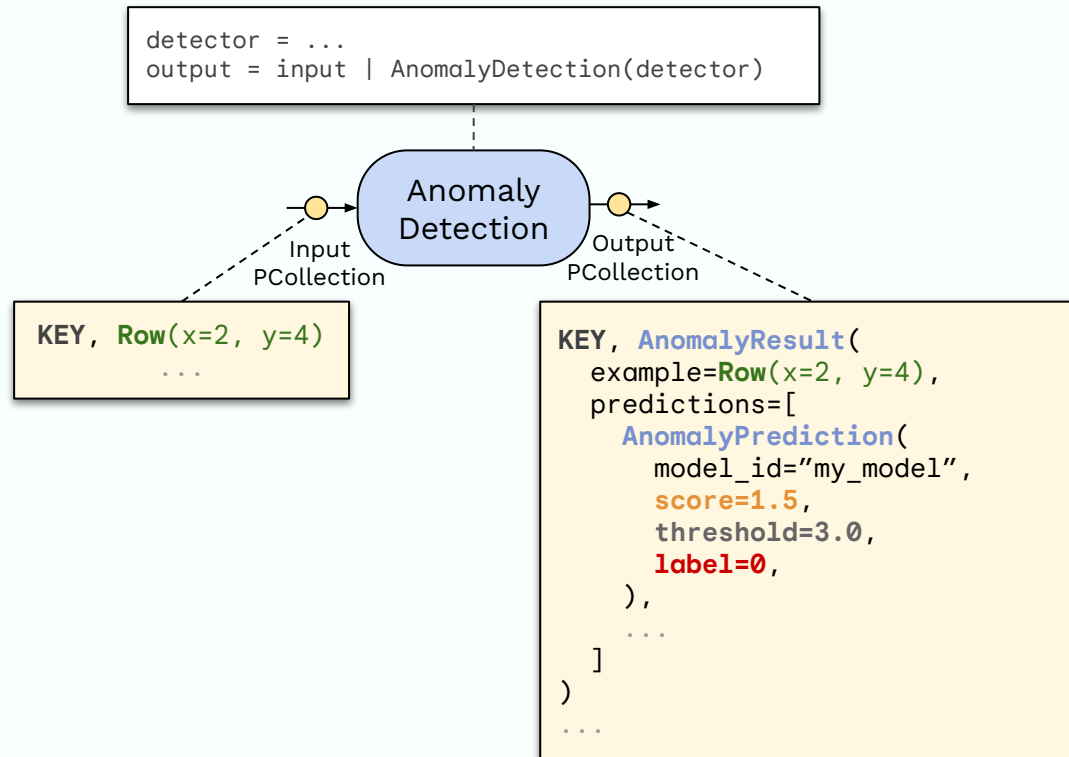 detector = ...
output = input | AnomalyDetection(detector)
Anomaly
Detection
Input
PCollection
Output
PCollection
KEY, Row(x=2, y=4)
...
KEY, AnomalyResult(
example=Row(x=2, y=4),
predictions=[
AnomalyPrediction(
model_id=”my_model”,
score=1.5,
threshold=3.0,
label=0,
),
...
]
)
...